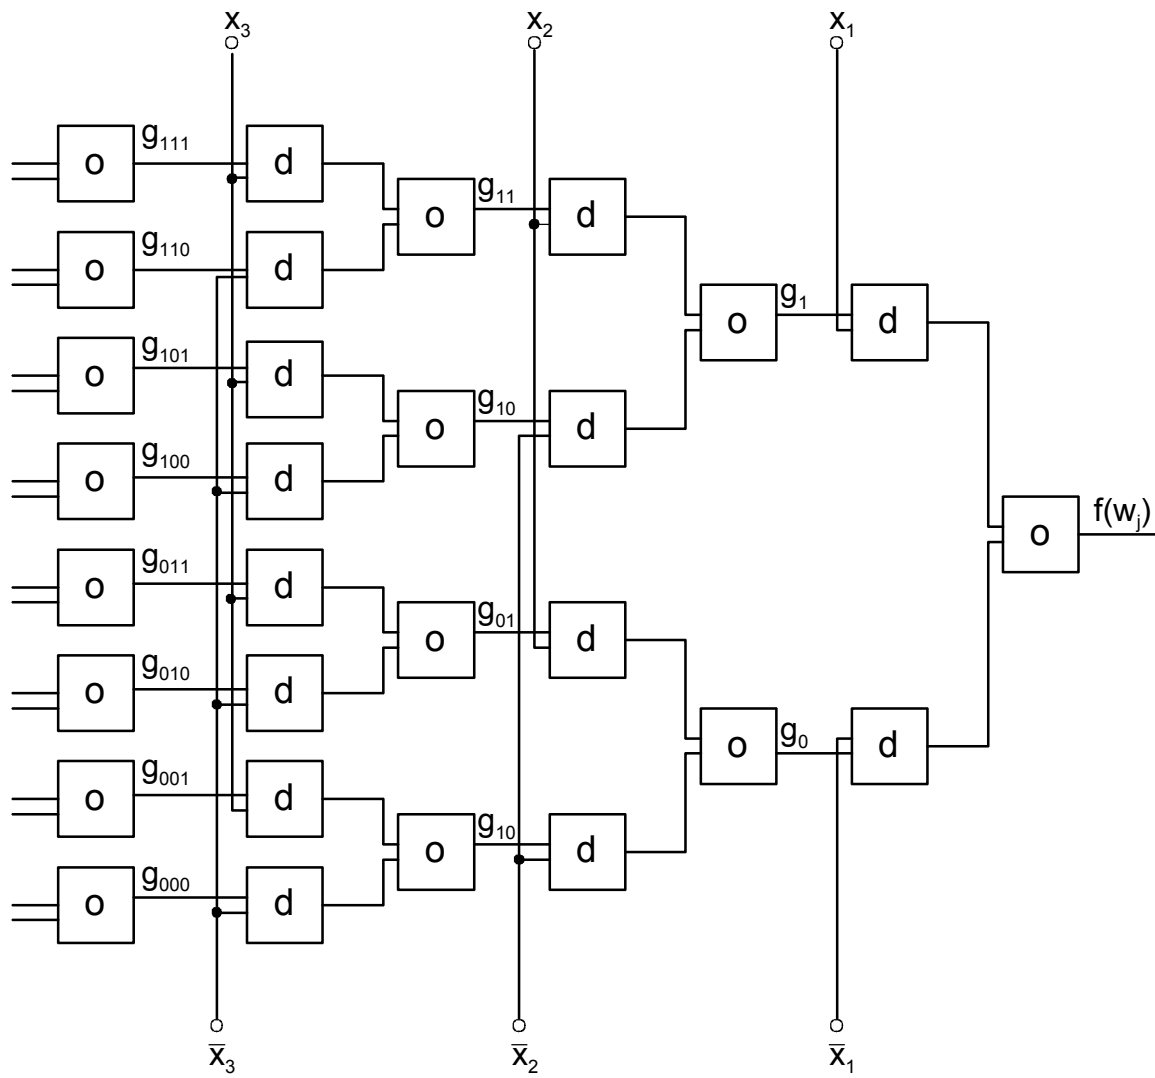 x₃ x₂ x₁
o g₁₁₁ d
o g₁₁ d
o g₁₁₀ d
o g₁ d
o g₁₀₁ d
o g₁₀ d
o g₁₀₀ d
o f(wⱼ)
o g₀₁₁ d
o g₀₁ d
o g₀₁₀ d
o g₀ d
o g₀₀₁ d
o g₁₀ d
o g₀₀₀ d
x̅₃ x̅₂ x̅₁